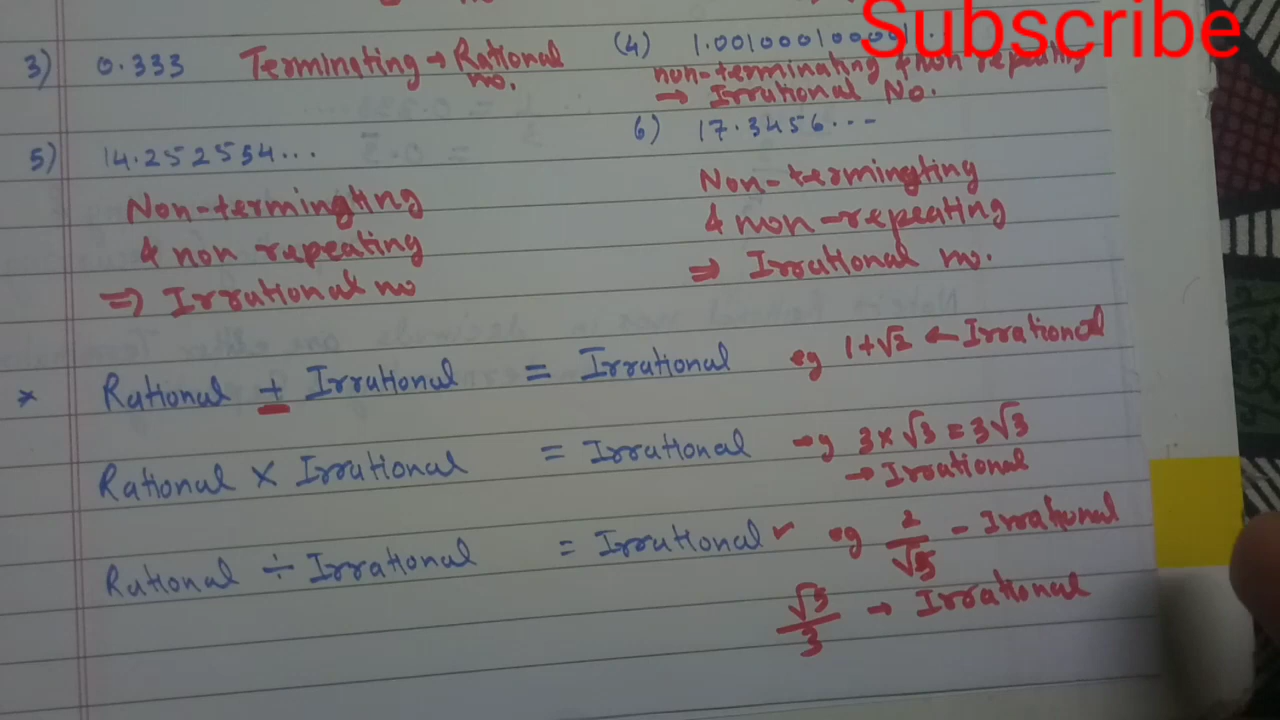 Subscribe
3) 0.333 Terminating → Rational no.
(4) 1.0010001000
non-terminating & non repeating
→ Irrational No.
5) 14.252554...
Non-terminating
& non repeating
⇒ Irrational no
6) 17.3456...
Non-terminating
& non-repeating
⇒ Irrational no.
* Rational ± Irrational = Irrational eg 1+√2 ← Irrational
Rational × Irrational = Irrational eg 3×√3 = 3√3
→ Irrational
Rational ÷ Irrational = Irrational ✓ eg 2/√5 - Irrational
√5/3 → Irrational